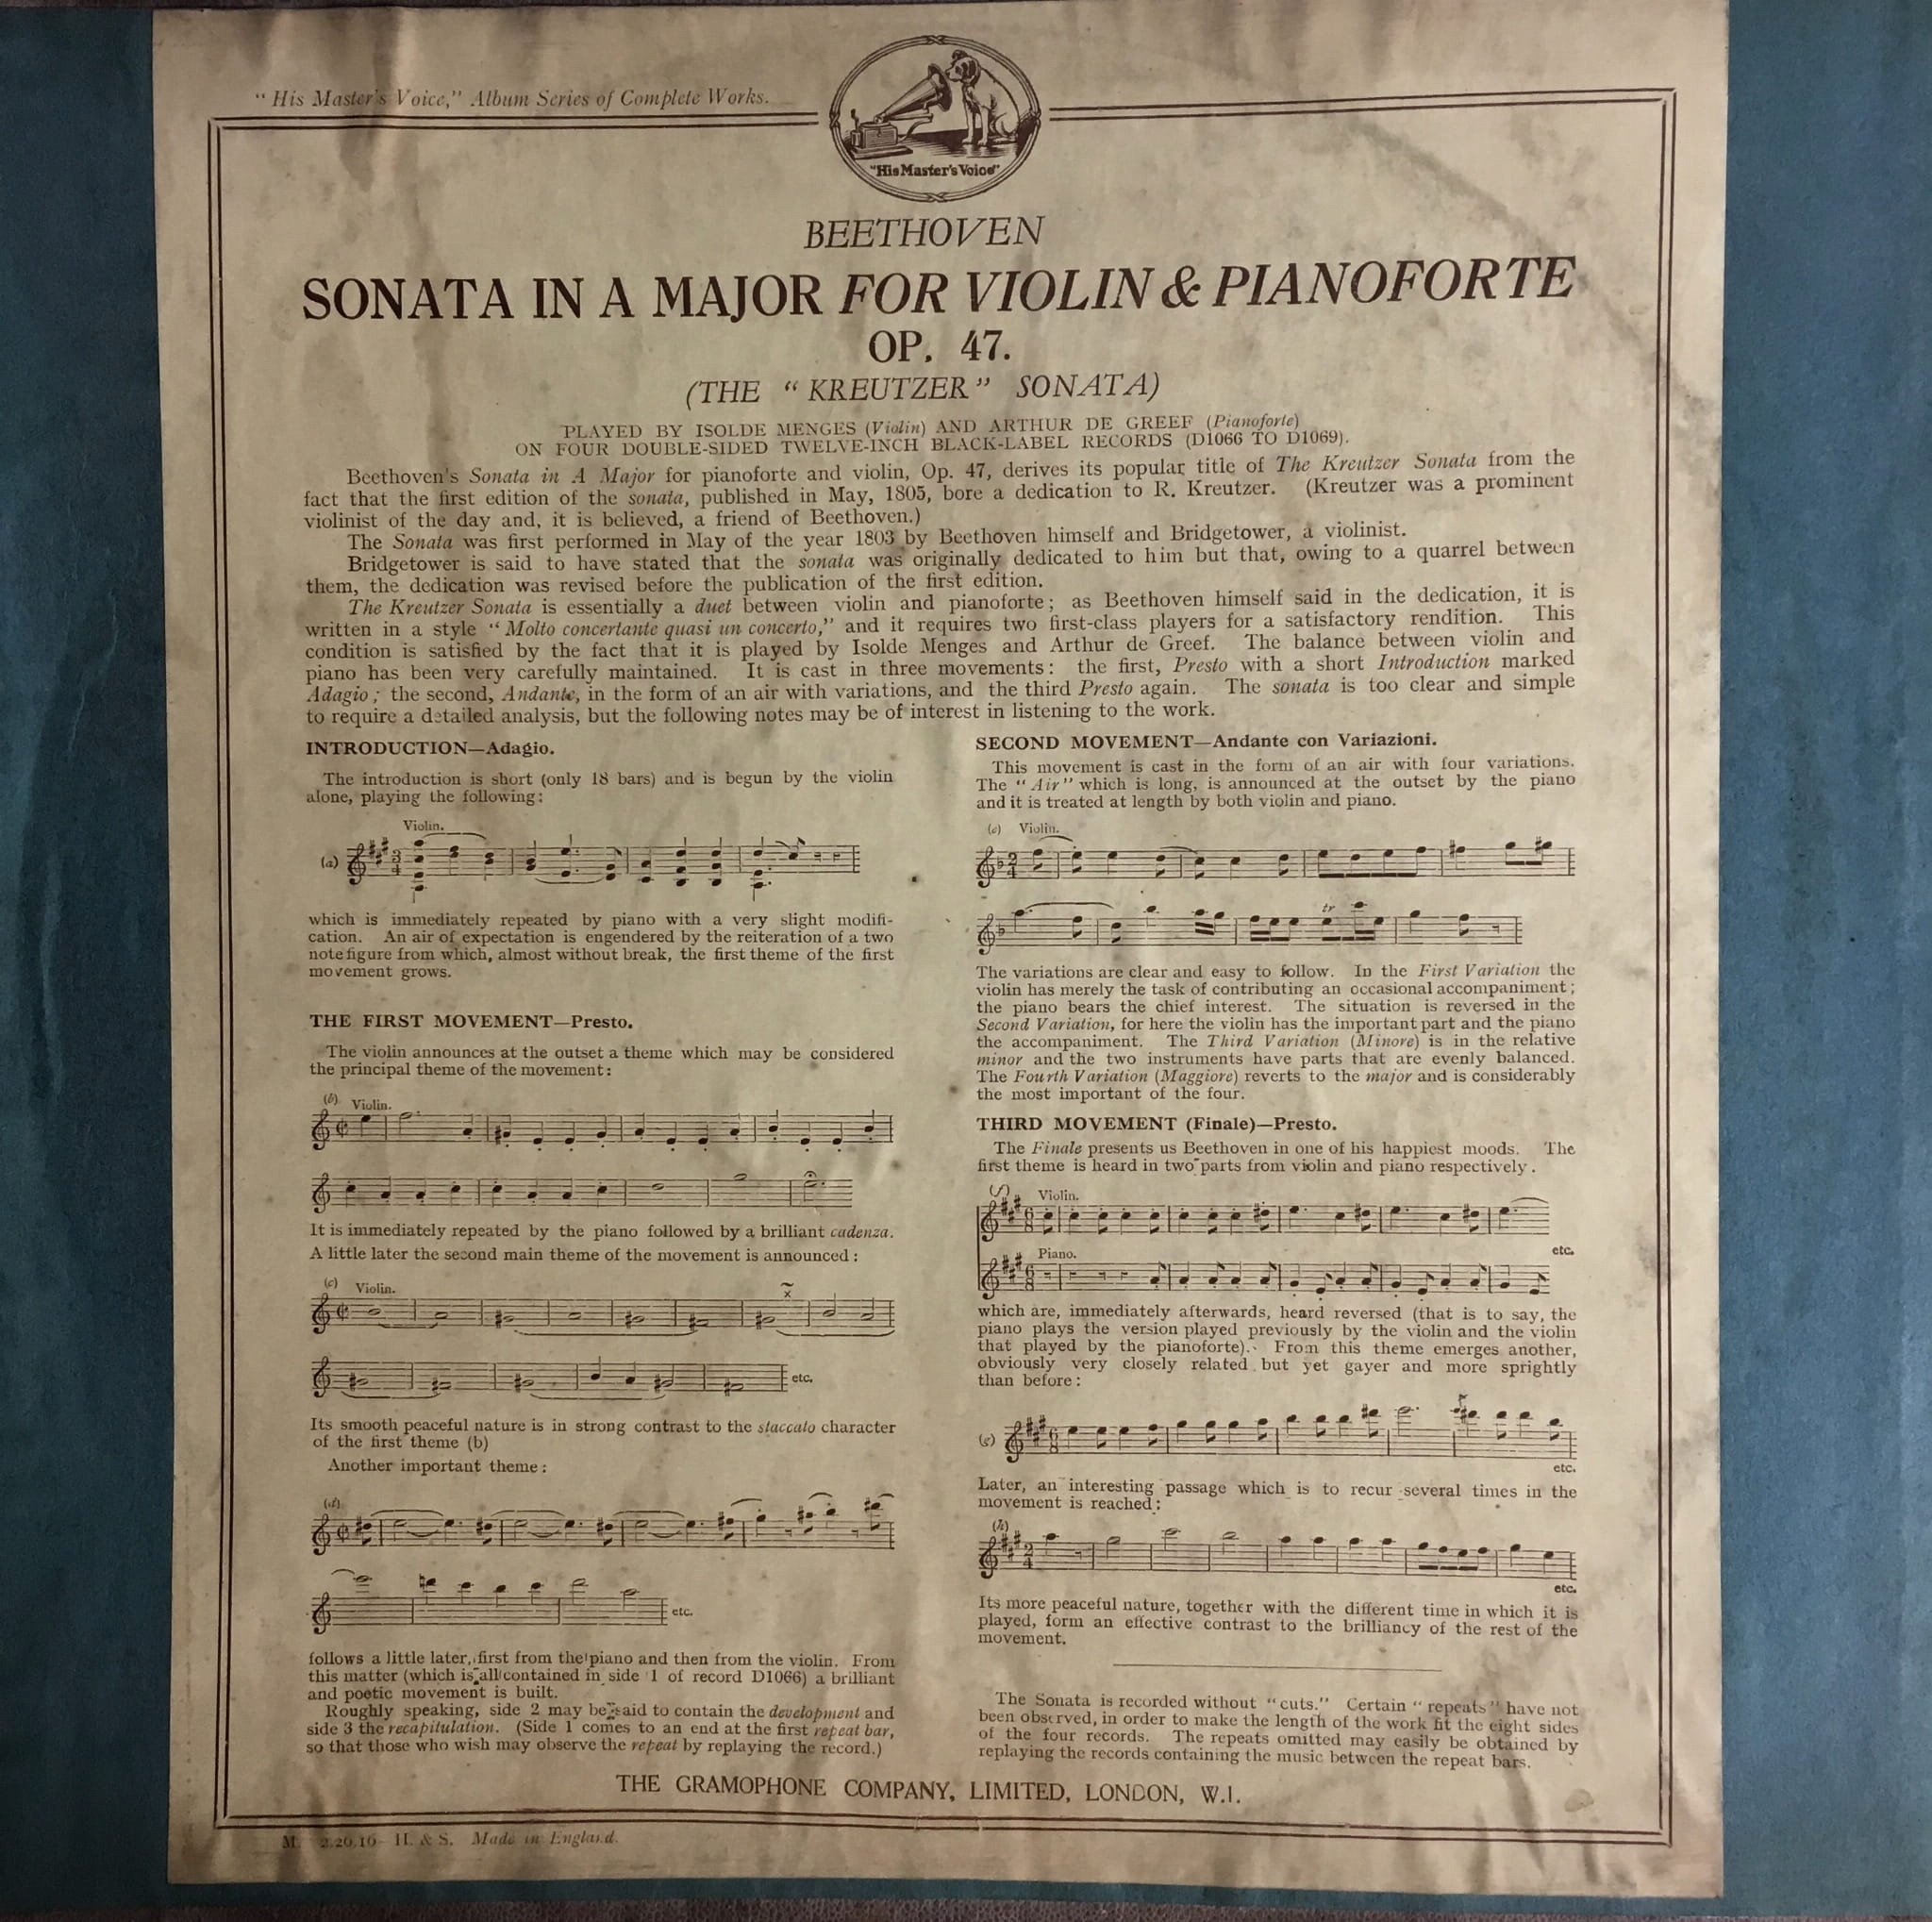 "His Master's Voice," Album Series of Complete Works.
"His Master's Voice"
BEETHOVEN
SONATA IN A MAJOR FOR VIOLIN & PIANOFORTE
OP. 47.
(THE "KREUTZER" SONATA)
PLAYED BY ISOLDE MENGES (Violin) AND ARTHUR DE GREEF (Pianoforte)
ON FOUR DOUBLE-SIDED TWELVE-INCH BLACK-LABEL RECORDS (D1066 TO D1069).
Beethoven's Sonata in A Major for pianoforte and violin, Op. 47, derives its popular title of The Kreutzer Sonata from the
fact that the first edition of the sonata, published in May, 1805, bore a dedication to R. Kreutzer. (Kreutzer was a prominent
violinist of the day and, it is believed, a friend of Beethoven.)
The Sonata was first performed in May of the year 1803 by Beethoven himself and Bridgetower, a violinist.
Bridgetower is said to have stated that the sonata was originally dedicated to him but that, owing to a quarrel between
them, the dedication was revised before the publication of the first edition.
The Kreutzer Sonata is essentially a duet between violin and pianoforte; as Beethoven himself said in the dedication, it is
written in a style "Molto concertante quasi un concerto," and it requires two first-class players for a satisfactory rendition. This
condition is satisfied by the fact that it is played by Isolde Menges and Arthur de Greef. The balance between violin and
piano has been very carefully maintained. It is cast in three movements: the first, Presto with a short Introduction marked
Adagio; the second, Andante, in the form of an air with variations, and the third Presto again. The sonata is too clear and simple
to require a detailed analysis, but the following notes may be of interest in listening to the work.
INTRODUCTION—Adagio.
The introduction is short (only 18 bars) and is begun by the violin
alone, playing the following:
Violin.
(a)
which is immediately repeated by piano with a very slight modifi-
cation. An air of expectation is engendered by the reiteration of a two
note figure from which, almost without break, the first theme of the first
movement grows.
THE FIRST MOVEMENT—Presto.
The violin announces at the outset a theme which may be considered
the principal theme of the movement:
(b) Violin.
It is immediately repeated by the piano followed by a brilliant cadenza.
A little later the second main theme of the movement is announced:
(c) Violin.
etc.
Its smooth peaceful nature is in strong contrast to the staccato character
of the first theme (b)
Another important theme:
(d)
etc.
follows a little later, first from the piano and then from the violin. From
this matter (which is all contained in side 1 of record D1066) a brilliant
and poetic movement is built.
Roughly speaking, side 2 may be said to contain the development and
side 3 the recapitulation. (Side 1 comes to an end at the first repeat bar,
so that those who wish may observe the repeat by replaying the record.)
SECOND MOVEMENT—Andante con Variazioni.
This movement is cast in the form of an air with four variations.
The "Air" which is long, is announced at the outset by the piano
and it is treated at length by both violin and piano.
(e) Violin.
tr
The variations are clear and easy to follow. In the First Variation the
violin has merely the task of contributing an occasional accompaniment;
the piano bears the chief interest. The situation is reversed in the
Second Variation, for here the violin has the important part and the piano
the accompaniment. The Third Variation (Minore) is in the relative
minor and the two instruments have parts that are evenly balanced.
The Fourth Variation (Maggiore) reverts to the major and is considerably
the most important of the four.
THIRD MOVEMENT (Finale)—Presto.
The Finale presents us Beethoven in one of his happiest moods. The
first theme is heard in two parts from violin and piano respectively.
(f) Violin.
etc.
Piano.
which are, immediately afterwards, heard reversed (that is to say, the
piano plays the version played previously by the violin and the violin
that played by the pianoforte). From this theme emerges another,
obviously very closely related but yet gayer and more sprightly
than before:
(g)
etc.
Later, an interesting passage which is to recur several times in the
movement is reached:
(h)
etc.
Its more peaceful nature, together with the different time in which it is
played, form an effective contrast to the brilliancy of the rest of the
movement.
The Sonata is recorded without "cuts." Certain "repeats" have not
been observed, in order to make the length of the work fit the eight sides
of the four records. The repeats omitted may easily be obtained by
replaying the records containing the music between the repeat bars.
THE GRAMOPHONE COMPANY, LIMITED, LONDON, W.1.
M. 2.26.10 H. & S. Made in England.